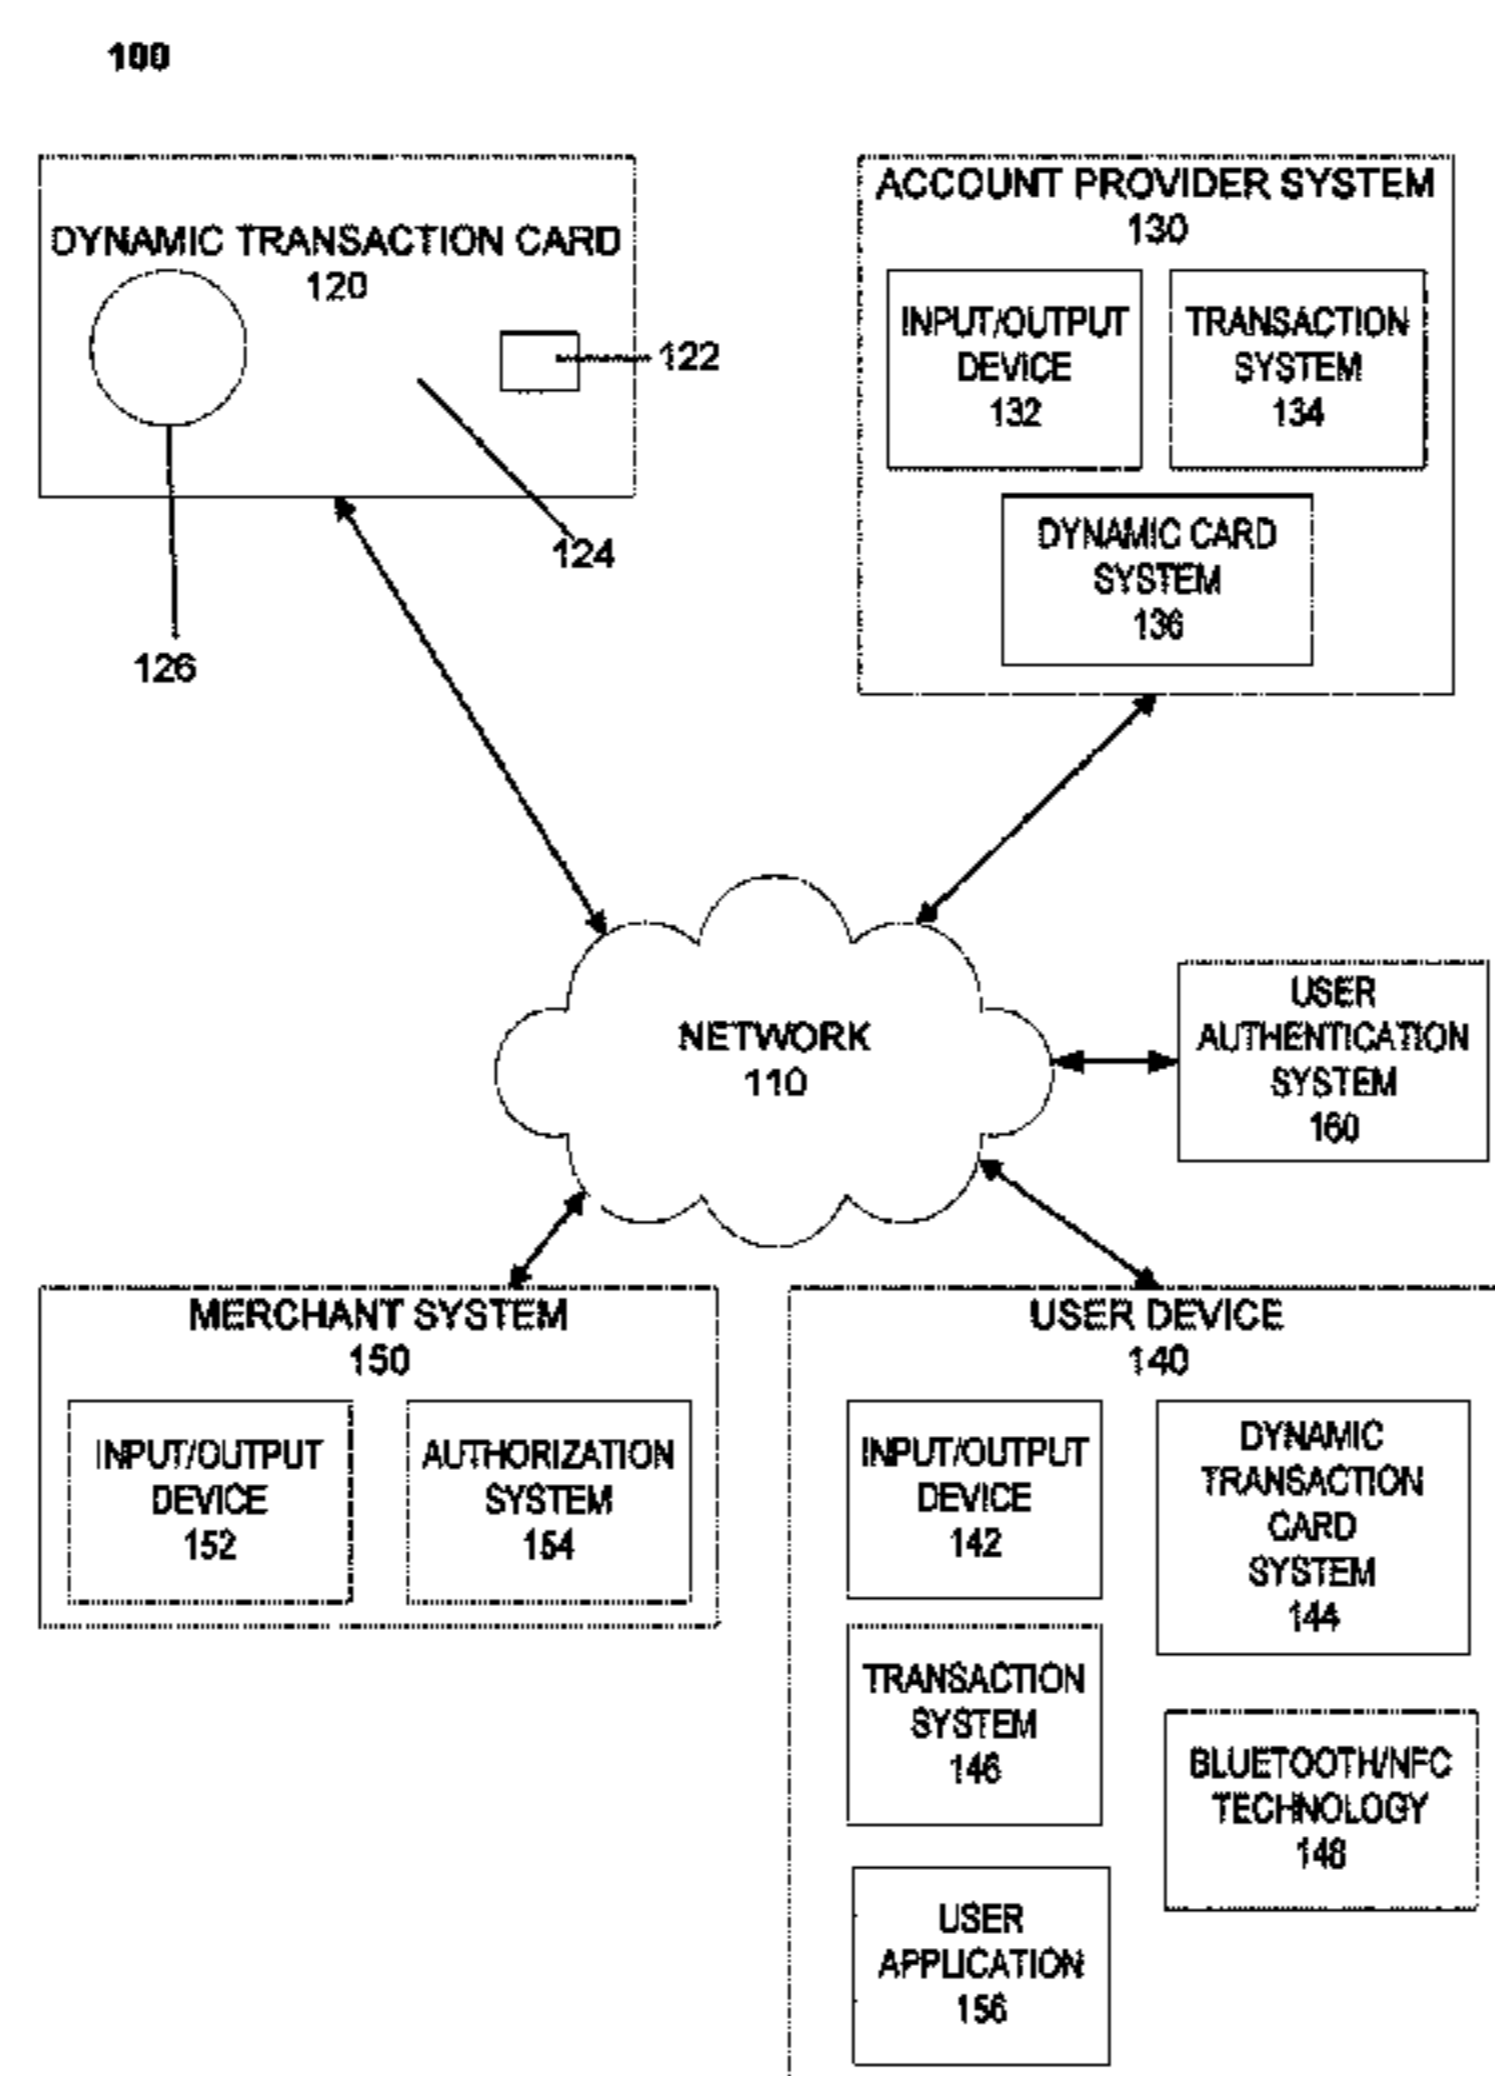 100
DYNAMIC TRANSACTION CARD
120
122
124
126
ACCOUNT PROVIDER SYSTEM
130
INPUT/OUTPUT
DEVICE
132
TRANSACTION
SYSTEM
134
DYNAMIC CARD
SYSTEM
136
NETWORK
110
USER
AUTHENTICATION
SYSTEM
160
MERCHANT SYSTEM
150
INPUT/OUTPUT
DEVICE
152
AUTHORIZATION
SYSTEM
154
USER DEVICE
140
INPUT/OUTPUT
DEVICE
142
DYNAMIC
TRANSACTION
CARD
SYSTEM
144
TRANSACTION
SYSTEM
146
BLUETOOTH/NFC
TECHNOLOGY
148
USER
APPLICATION
156